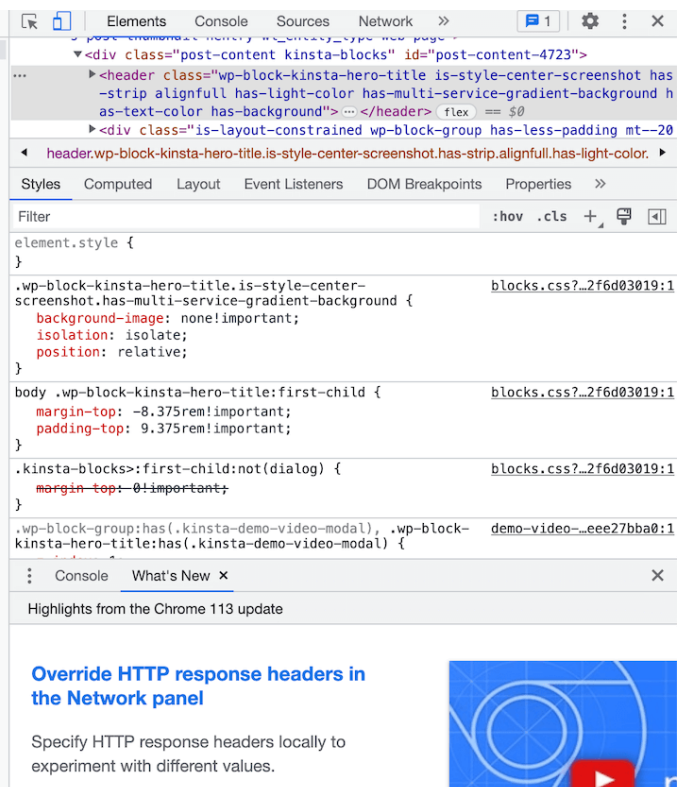 Elements Console Sources Network » 1
<div class="post-content kinsta-blocks" id="post-content-4723">
<header class="wp-block-kinsta-hero-title is-style-center-screenshot has
-strip alignfull has-light-color has-multi-service-gradient-background h
as-text-color has-background"> … </header> flex == $0
<div class="is-layout-constrained wp-block-group has-less-padding mt--20
header.wp-block-kinsta-hero-title.is-style-center-screenshot.has-strip.alignfull.has-light-color.
Styles Computed Layout Event Listeners DOM Breakpoints Properties »
Filter :hov .cls +
element.style {
}
.wp-block-kinsta-hero-title.is-style-center- blocks.css?…2f6d03019:1
screenshot.has-multi-service-gradient-background {
background-image: none!important;
isolation: isolate;
position: relative;
}
body .wp-block-kinsta-hero-title:first-child { blocks.css?…2f6d03019:1
margin-top: -8.375rem!important;
padding-top: 9.375rem!important;
}
.kinsta-blocks>:first-child:not(dialog) { blocks.css?…2f6d03019:1
margin-top: 0!important;
}
.wp-block-group:has(.kinsta-demo-video-modal), .wp-block- demo-video-…eee27bba0:1
kinsta-hero-title:has(.kinsta-demo-video-modal) {
Console What's New ×
Highlights from the Chrome 113 update
Override HTTP response headers in
the Network panel
Specify HTTP response headers locally to
experiment with different values.